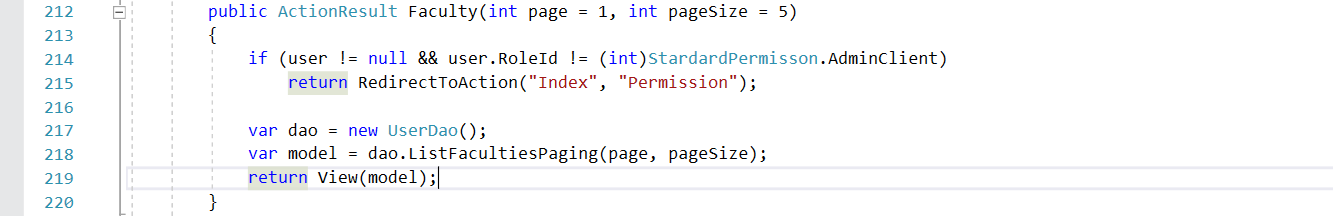 212 public ActionResult Faculty(int page = 1, int pageSize = 5)
213 {
214 if (user != null && user.RoleId != (int)StardardPermisson.AdminClient)
215 return RedirectToAction("Index", "Permission");
216
217 var dao = new UserDao();
218 var model = dao.ListFacultiesPaging(page, pageSize);
219 return View(model);
220 }